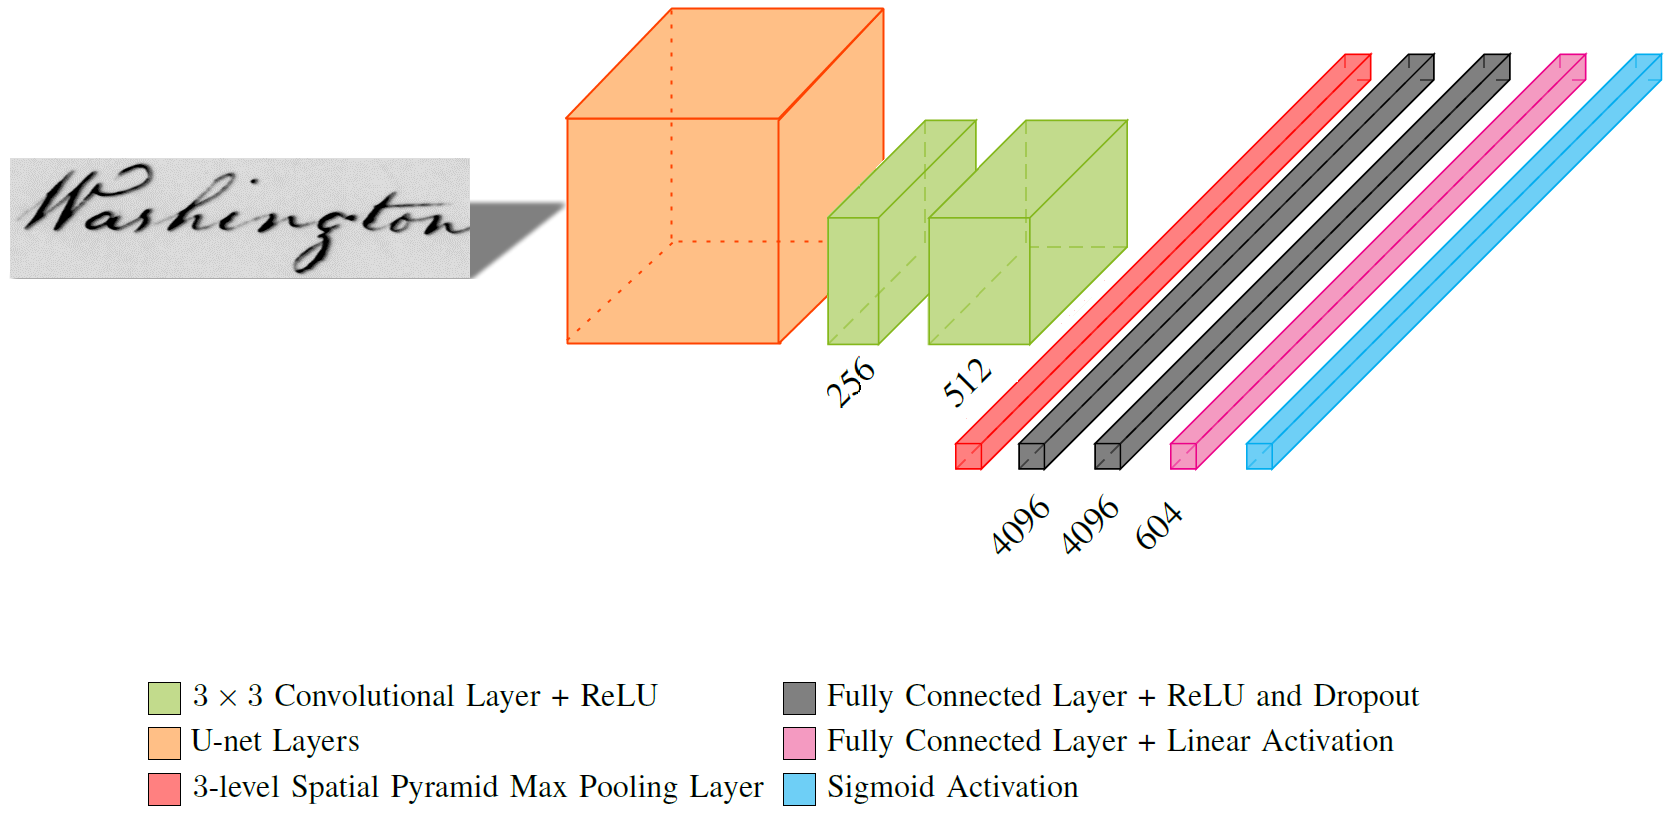 Washington
256
512
4096
4096
604
3 × 3 Convolutional Layer + ReLU
U-net Layers
3-level Spatial Pyramid Max Pooling Layer
Fully Connected Layer + ReLU and Dropout
Fully Connected Layer + Linear Activation
Sigmoid Activation